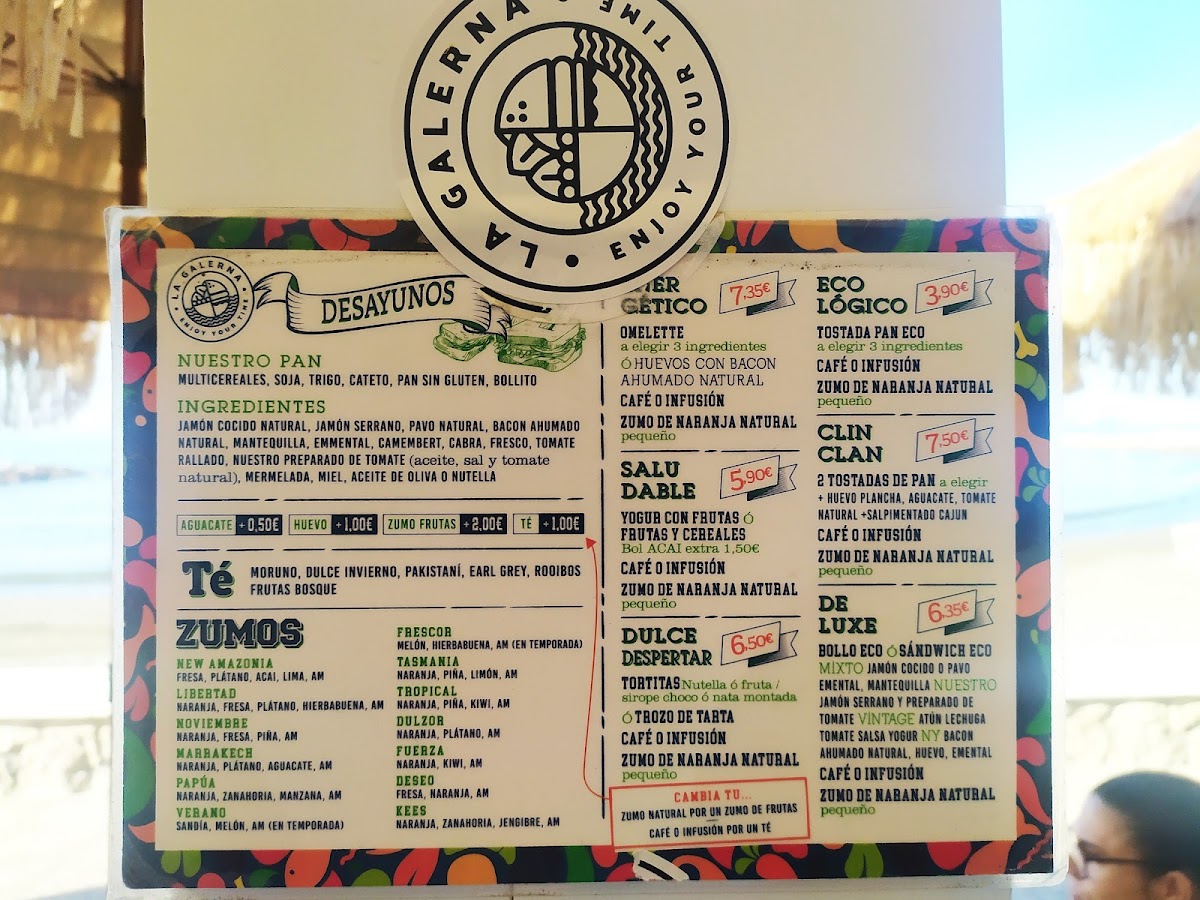 LA GALERNA • ENJOY YOUR TIME •
LA GALERNA • ENJOY YOUR TIME •
DESAYUNOS
NUESTRO PAN
MULTICEREALES, SOJA, TRIGO, CATETO, PAN SIN GLUTEN, BOLLITO
INGREDIENTES
JAMÓN COCIDO NATURAL, JAMÓN SERRANO, PAVO NATURAL, BACON AHUMADO
NATURAL, MANTEQUILLA, EMMENTAL, CAMEMBERT, CABRA, FRESCO, TOMATE
RALLADO, NUESTRO PREPARADO DE TOMATE (aceite, sal y tomate
natural), MERMELADA, MIEL, ACEITE DE OLIVA O NUTELLA
AGUACATE +0,50€ HUEVO +1,00€ ZUMO FRUTAS +2,00€ TÉ +1,00€
Té MORUNO, DULCE INVIERNO, PAKISTANÍ, EARL GREY, ROOIBOS
FRUTAS BOSQUE
ZUMOS
NEW AMAZONIA
FRESA, PLÁTANO, ACAI, LIMA, AM
LIBERTAD
NARANJA, FRESA, PLÁTANO, HIERBABUENA, AM
NOVIEMBRE
NARANJA, FRESA, PIÑA, AM
MARRAKECH
NARANJA, PLÁTANO, AGUACATE, AM
PAPÚA
NARANJA, ZANAHORIA, MANZANA, AM
VERANO
SANDÍA, MELÓN, AM (EN TEMPORADA)
FRESCOR
MELÓN, HIERBABUENA, AM (EN TEMPORADA)
TASMANIA
NARANJA, PIÑA, LIMÓN, AM
TROPICAL
NARANJA, PIÑA, KIWI, AM
DULZOR
NARANJA, PLÁTANO, AM
FUERZA
NARANJA, KIWI, AM
DESEO
FRESA, NARANJA, AM
KEES
NARANJA, ZANAHORIA, JENGIBRE, AM
GÉTICO 7,35€
OMELETTE
a elegir 3 ingredientes
ó HUEVOS CON BACON
AHUMADO NATURAL
CAFÉ O INFUSIÓN
ZUMO DE NARANJA NATURAL
pequeño
SALU
DABLE 5,90€
YOGUR CON FRUTAS Ó
FRUTAS Y CEREALES
Bol ACAI extra 1,50€
CAFÉ O INFUSIÓN
ZUMO DE NARANJA NATURAL
pequeño
DULCE
DESPERTAR 6,50€
TORTITAS Nutella ó fruta /
sirope choco ó nata montada
Ó TROZO DE TARTA
CAFÉ O INFUSIÓN
ZUMO DE NARANJA NATURAL
pequeño
CAMBIA TU...
ZUMO NATURAL POR UN ZUMO DE FRUTAS
CAFÉ O INFUSIÓN POR UN TÉ
ECO
LÓGICO 3,90€
TOSTADA PAN ECO
a elegir 3 ingredientes
CAFÉ O INFUSIÓN
ZUMO DE NARANJA NATURAL
pequeño
CLIN
CLAN 7,50€
2 TOSTADAS DE PAN a elegir
+ HUEVO PLANCHA, AGUACATE, TOMATE
NATURAL +SALPIMENTADO CAJUN
CAFÉ O INFUSIÓN
ZUMO DE NARANJA NATURAL
pequeño
DE
LUXE 6,35€
BOLLO ECO Ó SÁNDWICH ECO
MIXTO JAMÓN COCIDO O PAVO
EMENTAL, MANTEQUILLA NUESTRO
JAMÓN SERRANO Y PREPARADO DE
TOMATE VINTAGE ATÚN LECHUGA
TOMATE SALSA YOGUR NY BACON
AHUMADO NATURAL, HUEVO, EMENTAL
CAFÉ O INFUSIÓN
ZUMO DE NARANJA NATURAL
pequeño